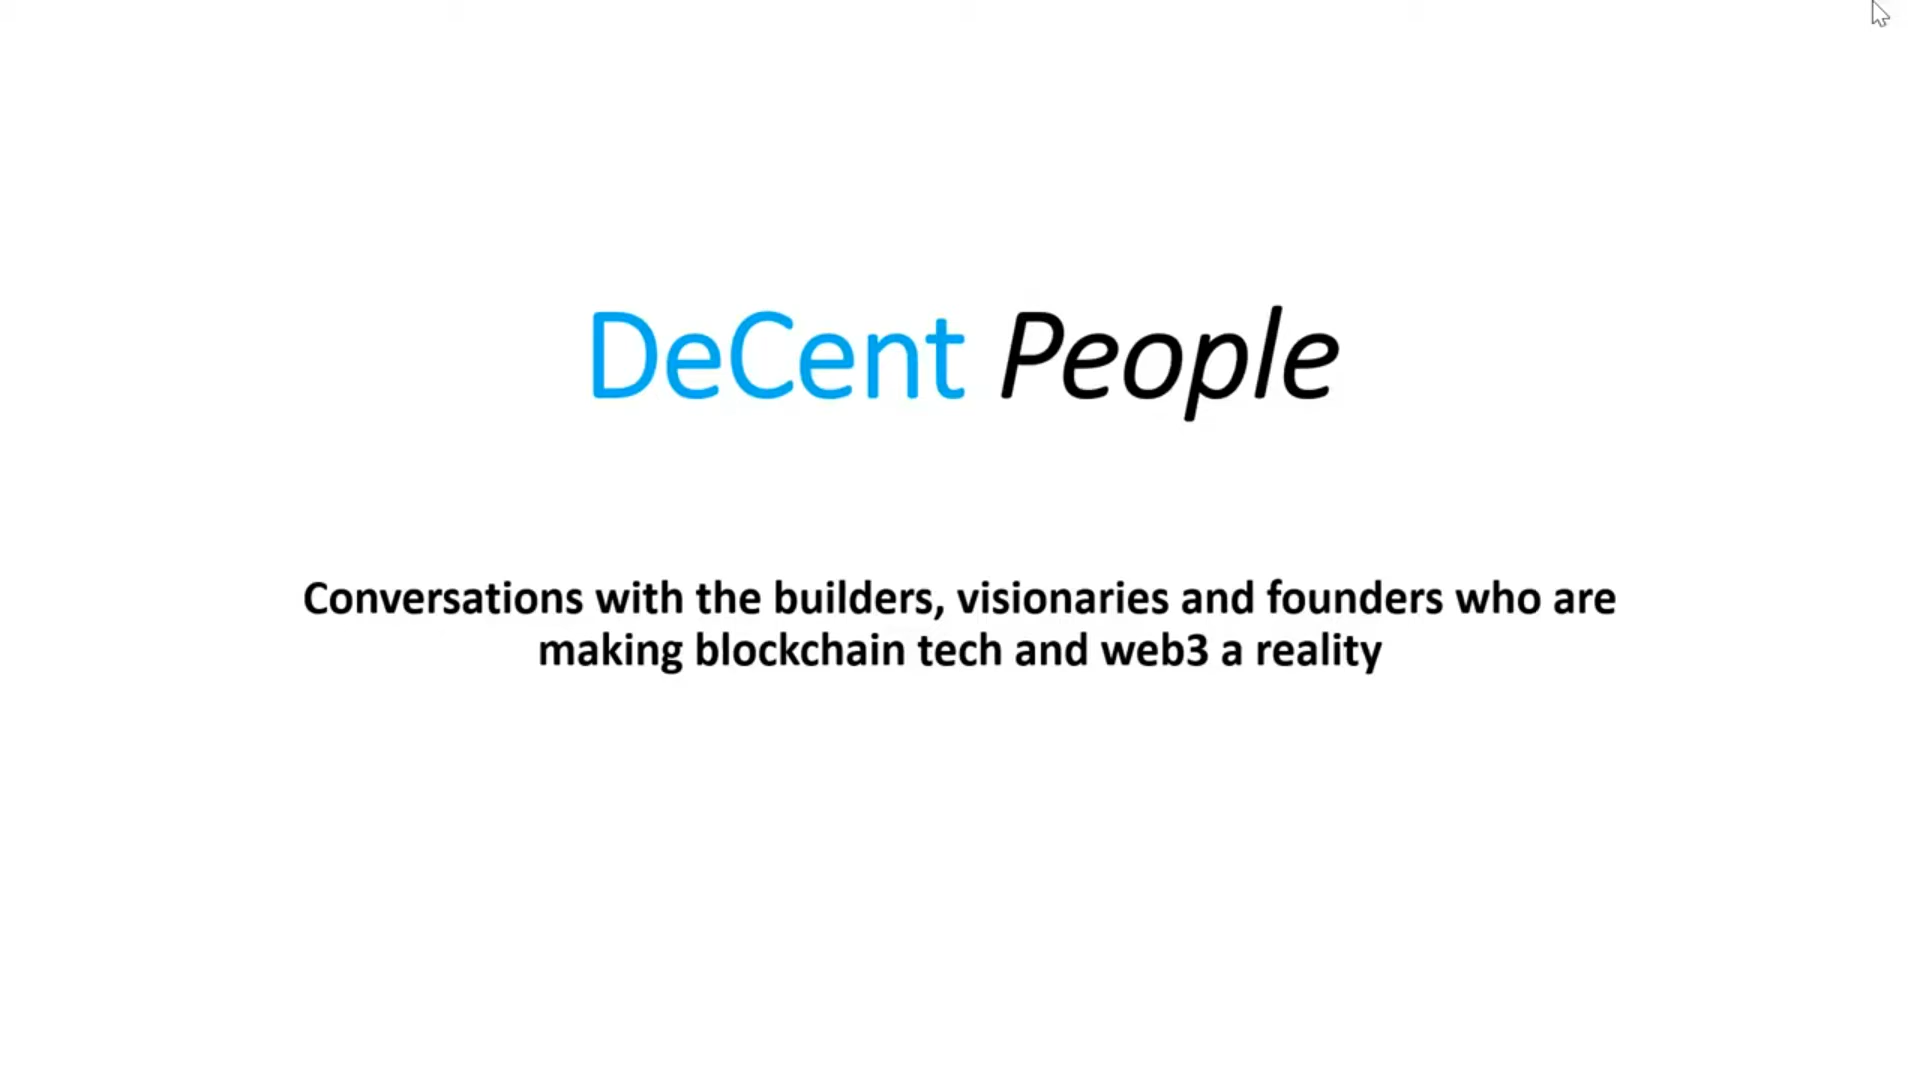 DeCent People
Conversations with the builders, visionaries and founders who are
making blockchain tech and web3 a reality